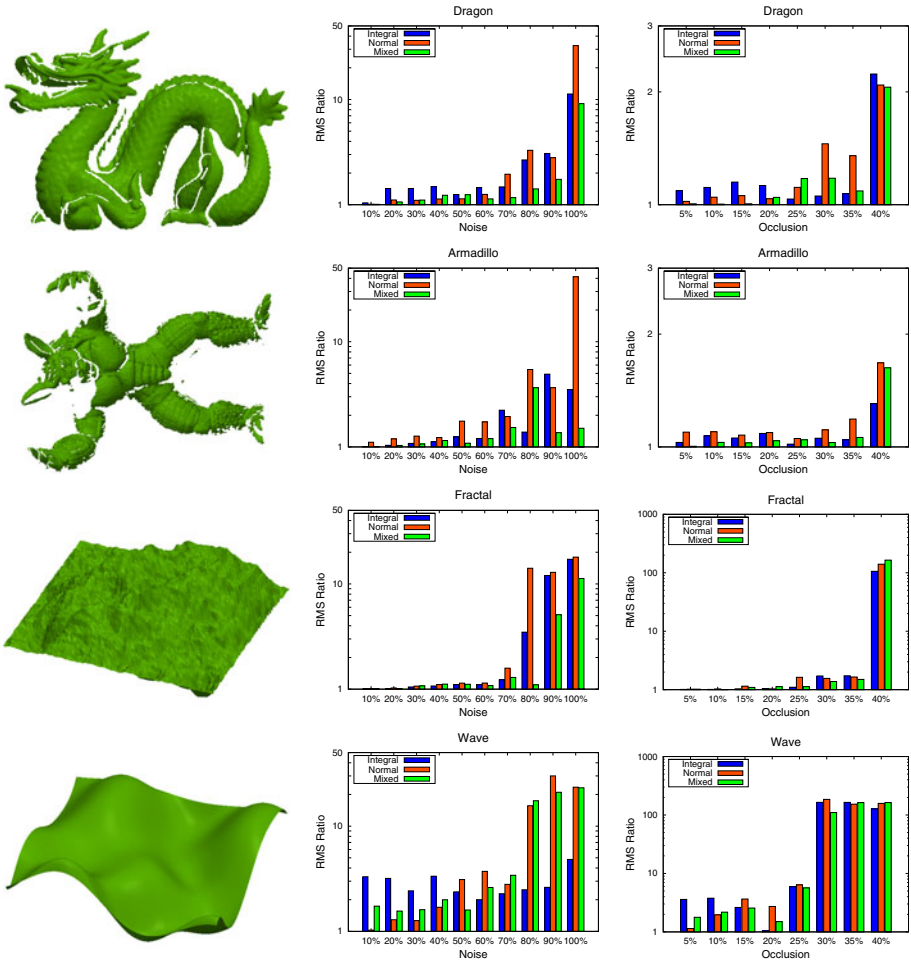 Dragon
50
10
1
RMS Ratio
Integral
Normal
Mixed
10% 20% 30% 40% 50% 60% 70% 80% 90% 100%
Noise
Dragon
3
2
1
RMS Ratio
Integral
Normal
Mixed
5% 10% 15% 20% 25% 30% 35% 40%
Occlusion
Armadillo
50
10
1
RMS Ratio
Integral
Normal
Mixed
10% 20% 30% 40% 50% 60% 70% 80% 90% 100%
Noise
Armadillo
3
2
1
RMS Ratio
Integral
Normal
Mixed
5% 10% 15% 20% 25% 30% 35% 40%
Occlusion
Fractal
50
10
1
RMS Ratio
Integral
Normal
Mixed
10% 20% 30% 40% 50% 60% 70% 80% 90% 100%
Noise
Fractal
1000
100
10
1
RMS Ratio
Integral
Normal
Mixed
5% 10% 15% 20% 25% 30% 35% 40%
Occlusion
Wave
50
10
1
RMS Ratio
Integral
Normal
Mixed
10% 20% 30% 40% 50% 60% 70% 80% 90% 100%
Noise
Wave
1000
100
10
1
RMS Ratio
Integral
Normal
Mixed
5% 10% 15% 20% 25% 30% 35% 40%
Occlusion